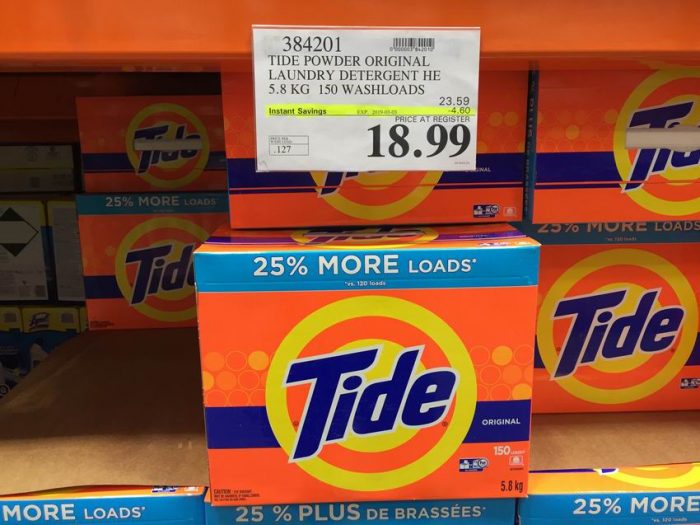 384201
TIDE POWDER ORIGINAL
LAUNDRY DETERGENT HE
5.8 KG 150 WASHLOADS
23.59
Instant Savings
-4.60
PRICE AT REGISTER
18.99
.127
Tide
Tide
ORIGINAL
25% MORE LOADS
Tide
25% MORE LOADS*
*vs. 120 loads
Tide
ORIGINAL
150
5.8 kg
25% MORE LOADS*
Tide
MORE LOADS*
25 % PLUS DE BRASSÉES*
25% MORE